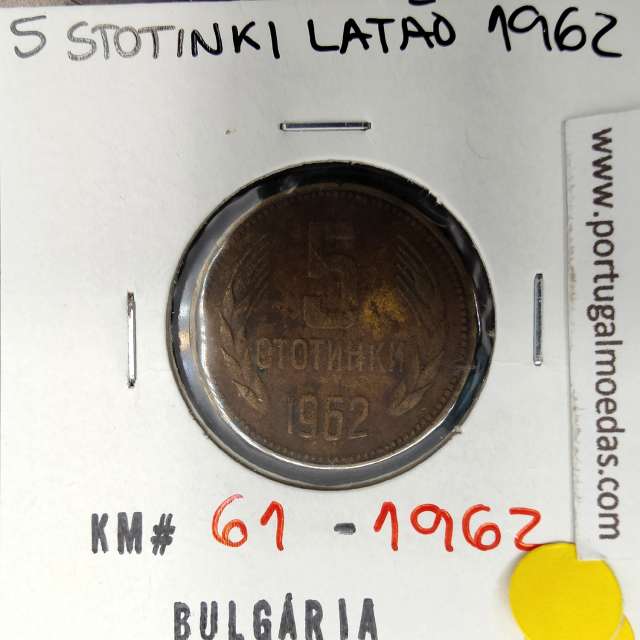 5 STOTINKI LATÃO 1962
5
СТОТИНКИ
1962
KM# 61 - 1962
BULGÁRIA
www.portugalmoedas.com